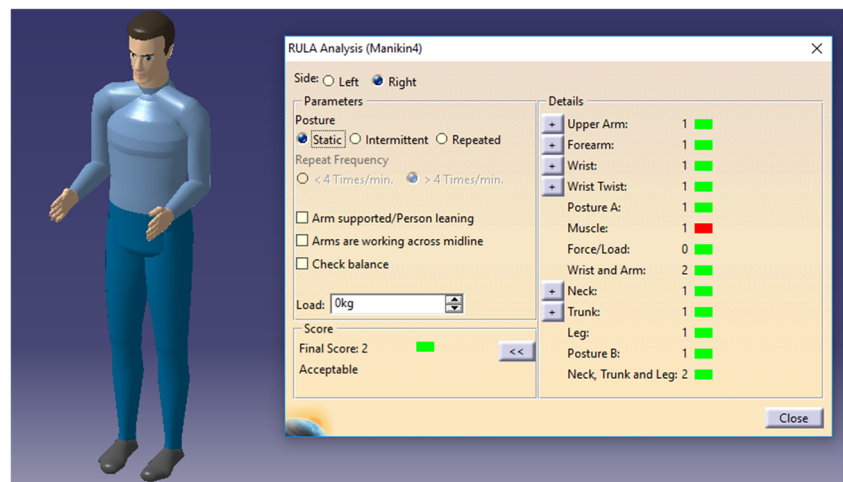 RULA Analysis (Manikin4)
Side: Left Right
Parameters
Posture
Static Intermittent Repeated
Repeat Frequency
< 4 Times/min. > 4 Times/min.
Arm supported/Person leaning
Arms are working across midline
Check balance
Load: 0kg
Score
Final Score: 2
<<
Acceptable
Details
+ Upper Arm: 1
+ Forearm: 1
+ Wrist: 1
+ Wrist Twist: 1
Posture A: 1
Muscle: 1
Force/Load: 0
Wrist and Arm: 2
+ Neck: 1
+ Trunk: 1
Leg: 1
Posture B: 1
Neck, Trunk and Leg: 2
Close